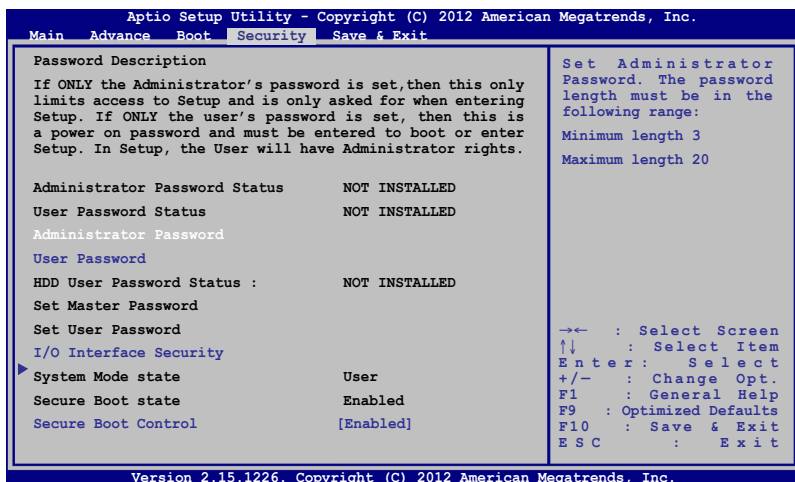 Aptio Setup Utility - Copyright (C) 2012 American Megatrends, Inc.
Main Advance Boot Security Save & Exit
Password Description
If ONLY the Administrator's password is set,then this only
limits access to Setup and is only asked for when entering
Setup. If ONLY the user's password is set, then this is
a power on password and must be entered to boot or enter
Setup. In Setup, the User will have Administrator rights.
Administrator Password Status NOT INSTALLED
User Password Status NOT INSTALLED
Administrator Password
User Password
HDD User Password Status : NOT INSTALLED
Set Master Password
Set User Password
I/O Interface Security
System Mode state User
Secure Boot state Enabled
Secure Boot Control [Enabled]
Set Administrator
Password. The password
length must be in the
following range:
Minimum length 3
Maximum length 20
→← : Select Screen
↑↓ : Select Item
Enter: Select
+/— : Change Opt.
F1 : General Help
F9 : Optimized Defaults
F10 : Save & Exit
ESC : Exit
Version 2.15.1226. Copyright (C) 2012 American Megatrends, Inc.